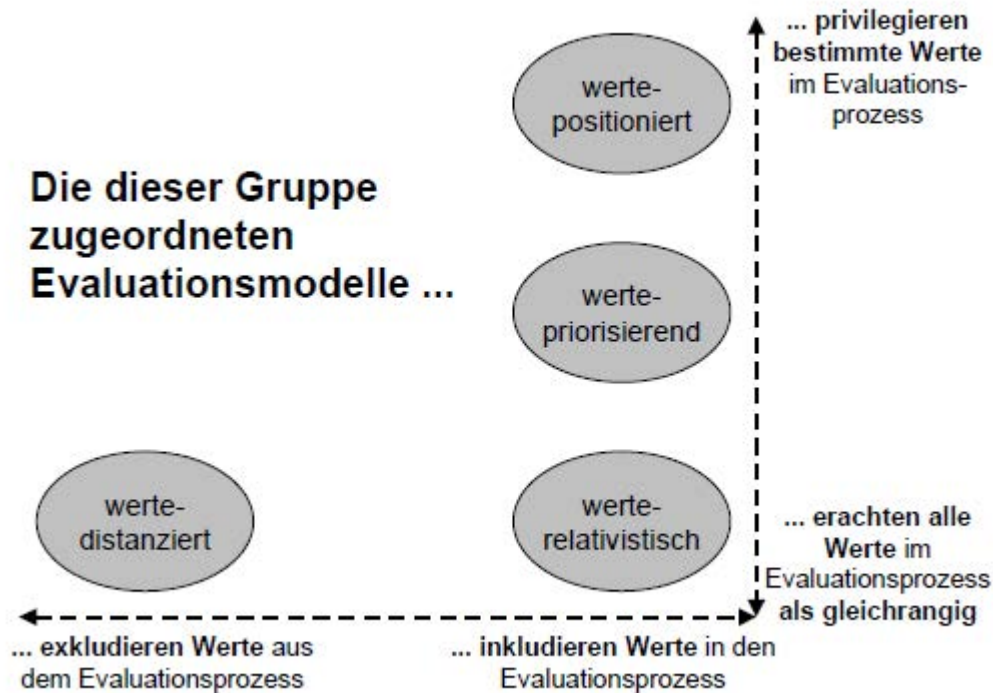 ... privilegieren
bestimmte Werte
im Evaluations-
prozess
werte-
positioniert
Die dieser Gruppe
zugeordneten
Evaluationsmodelle ...
werte-
priorisierend
werte-
distanziert
werte-
relativistisch
... erachten alle
Werte im
Evaluationsprozess
als gleichrangig
... exkludieren Werte aus
dem Evaluationsprozess
... inkludieren Werte in den
Evaluationsprozess